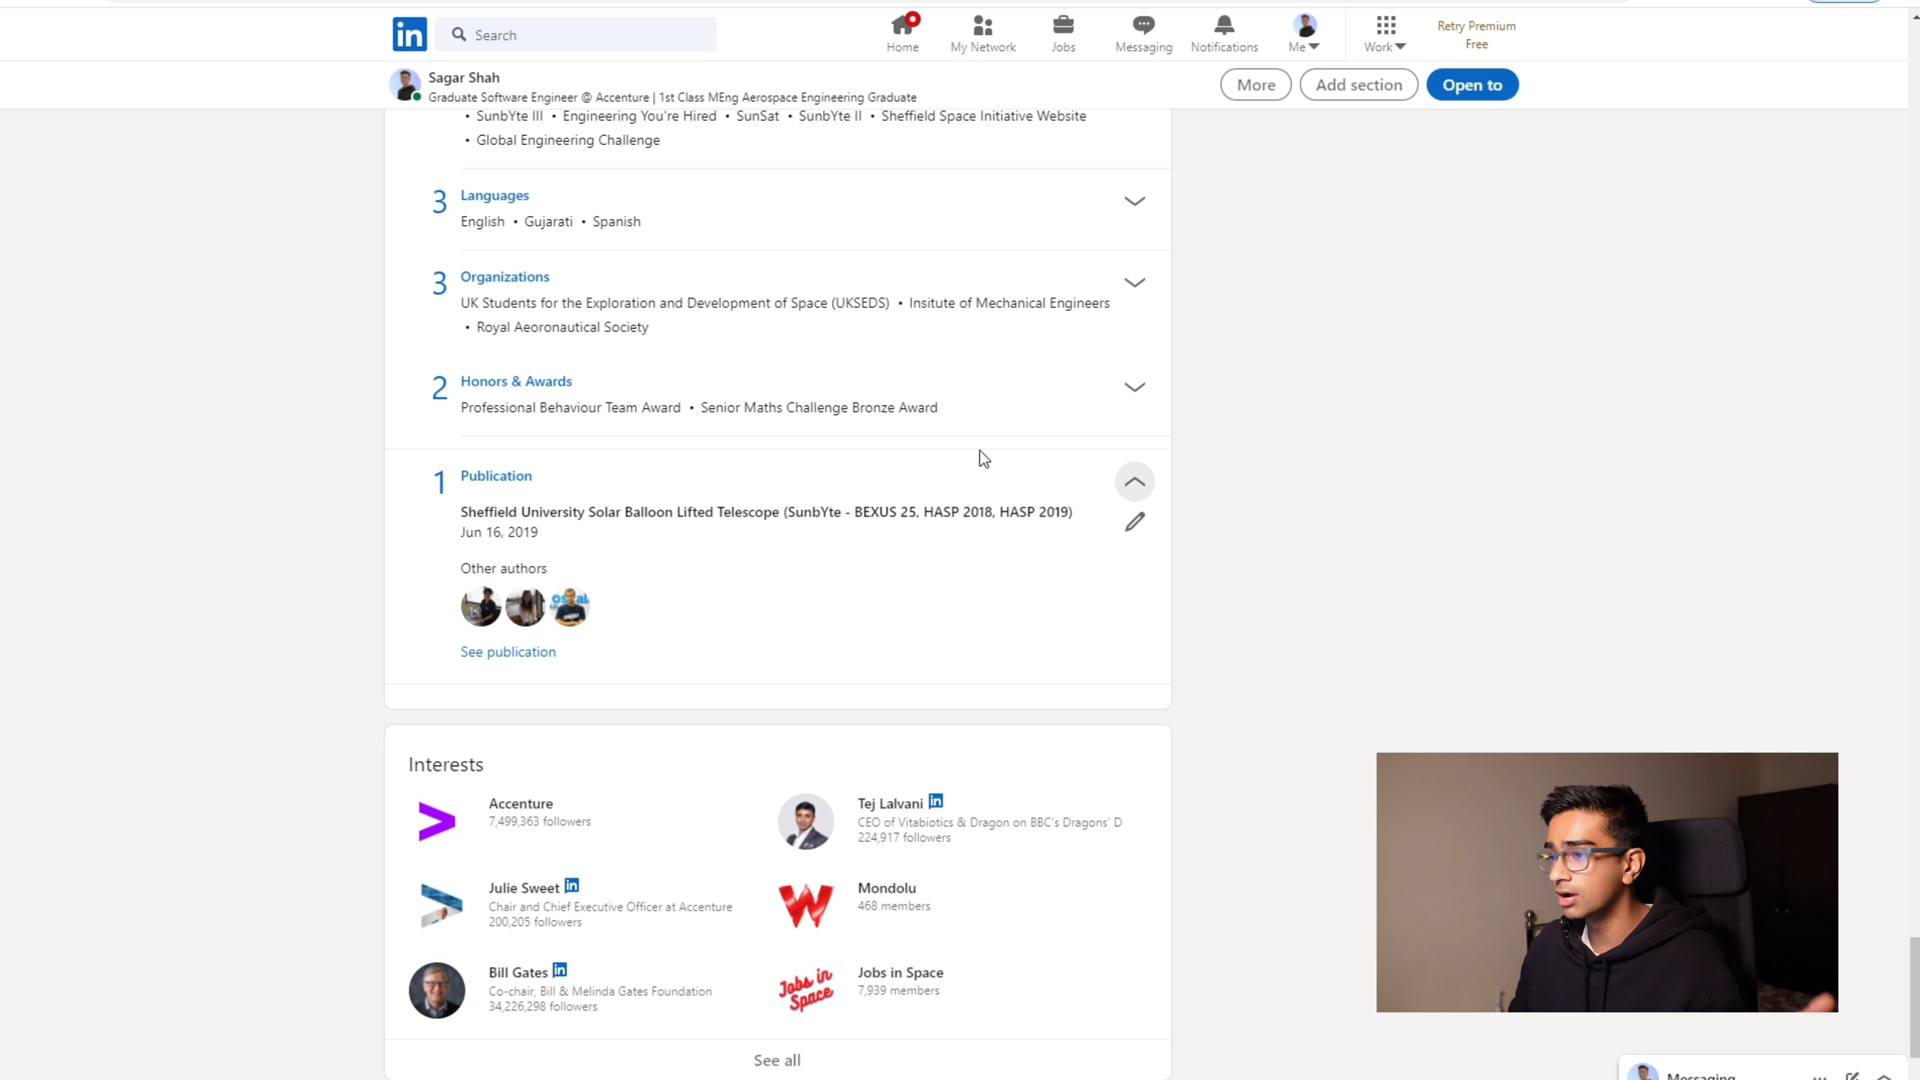 in Search
Home
My Network
Jobs
Messaging
Notifications
Me
Work
Retry Premium
Free
Sagar Shah
Graduate Software Engineer @ Accenture | 1st Class MEng Aerospace Engineering Graduate
More
Add section
Open to
• SunbYte III • Engineering You're Hired • SunSat • SunbYte II • Sheffield Space Initiative Website
• Global Engineering Challenge
3 Languages
English • Gujarati • Spanish
3 Organizations
UK Students for the Exploration and Development of Space (UKSEDS) • Insitute of Mechanical Engineers
• Royal Aeoronautical Society
2 Honors & Awards
Professional Behaviour Team Award • Senior Maths Challenge Bronze Award
1 Publication
Sheffield University Solar Balloon Lifted Telescope (SunbYte - BEXUS 25, HASP 2018, HASP 2019)
Jun 16, 2019
Other authors
See publication
Interests
Accenture
7,499,363 followers
Tej Lalvani in
CEO of Vitabiotics & Dragon on BBC's Dragons' D
224,917 followers
Julie Sweet in
Chair and Chief Executive Officer at Accenture
200,205 followers
Mondolu
468 members
Bill Gates in
Co-chair, Bill & Melinda Gates Foundation
34,226,298 followers
Jobs in
Space
Jobs in Space
7,939 members
See all
Messaging